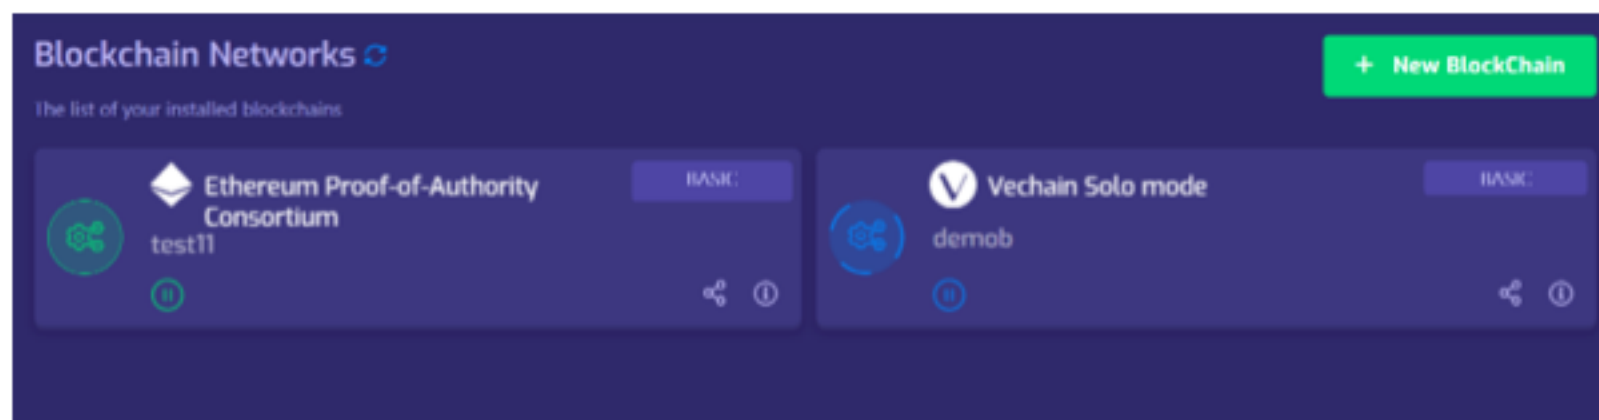 Blockchain Networks
+ New BlockChain
The list of your installed blockchains
Ethereum Proof-of-Authority
Consortium
BASIC
test11
Vechain Solo mode
BASIC
demob